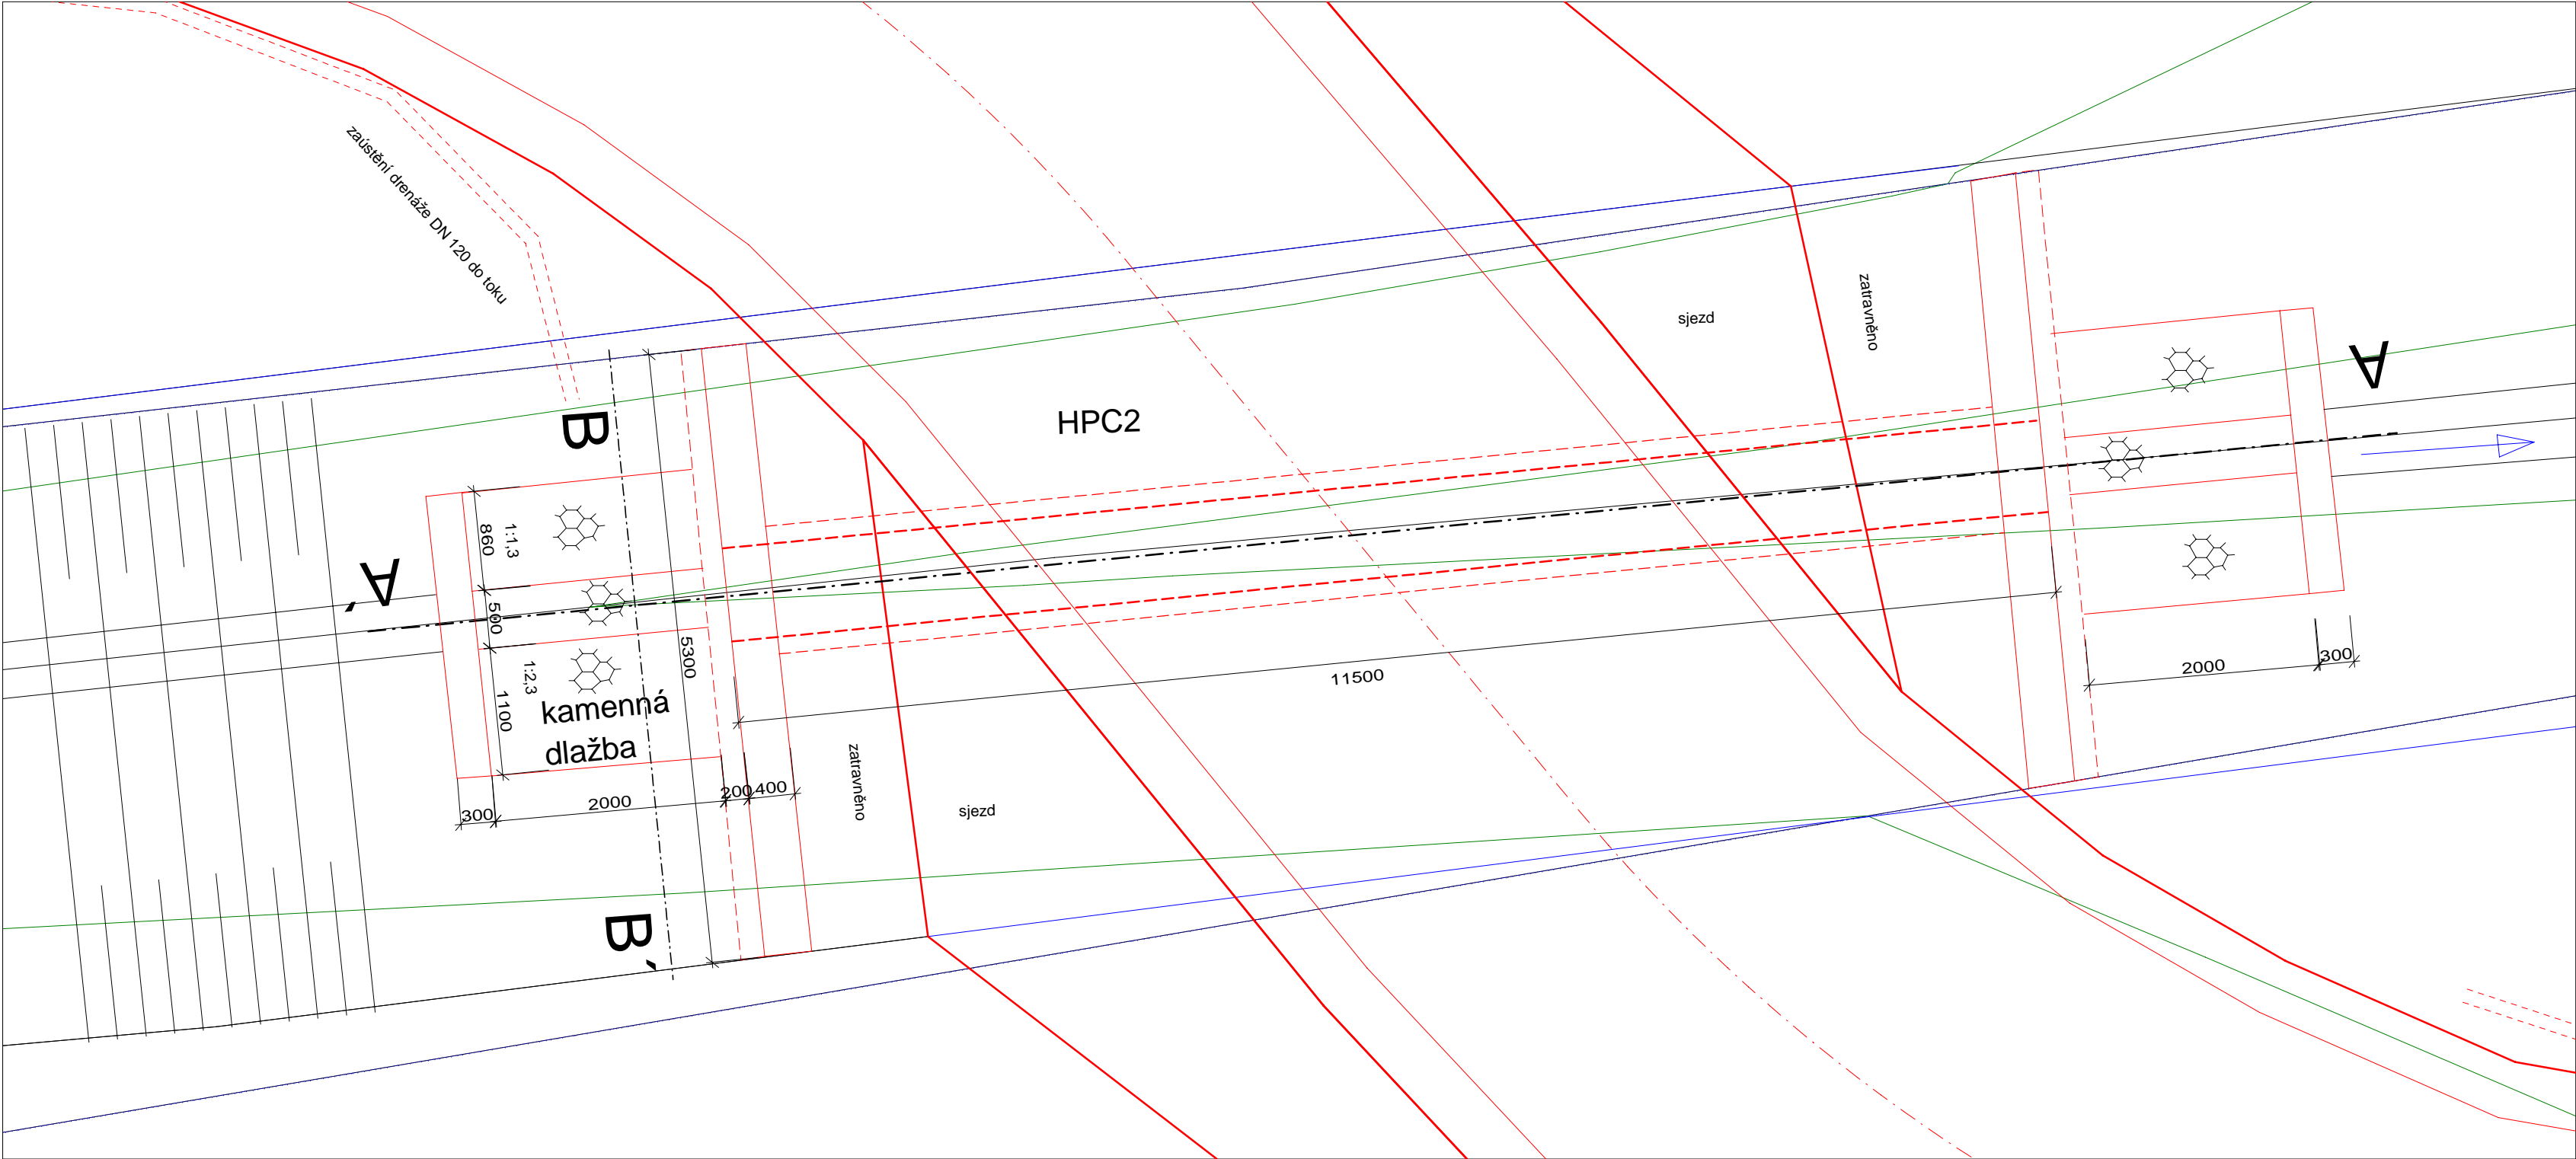 zaústění drenáže DN 120 do toku
sjezd
zatravněno
A
B
HPC2
860
1:1,3
A´
500
5300
1:2,3
1100
kamenná
dlažba
11500
2000
300
zatravněno
300
2000
200
400
sjezd
B´